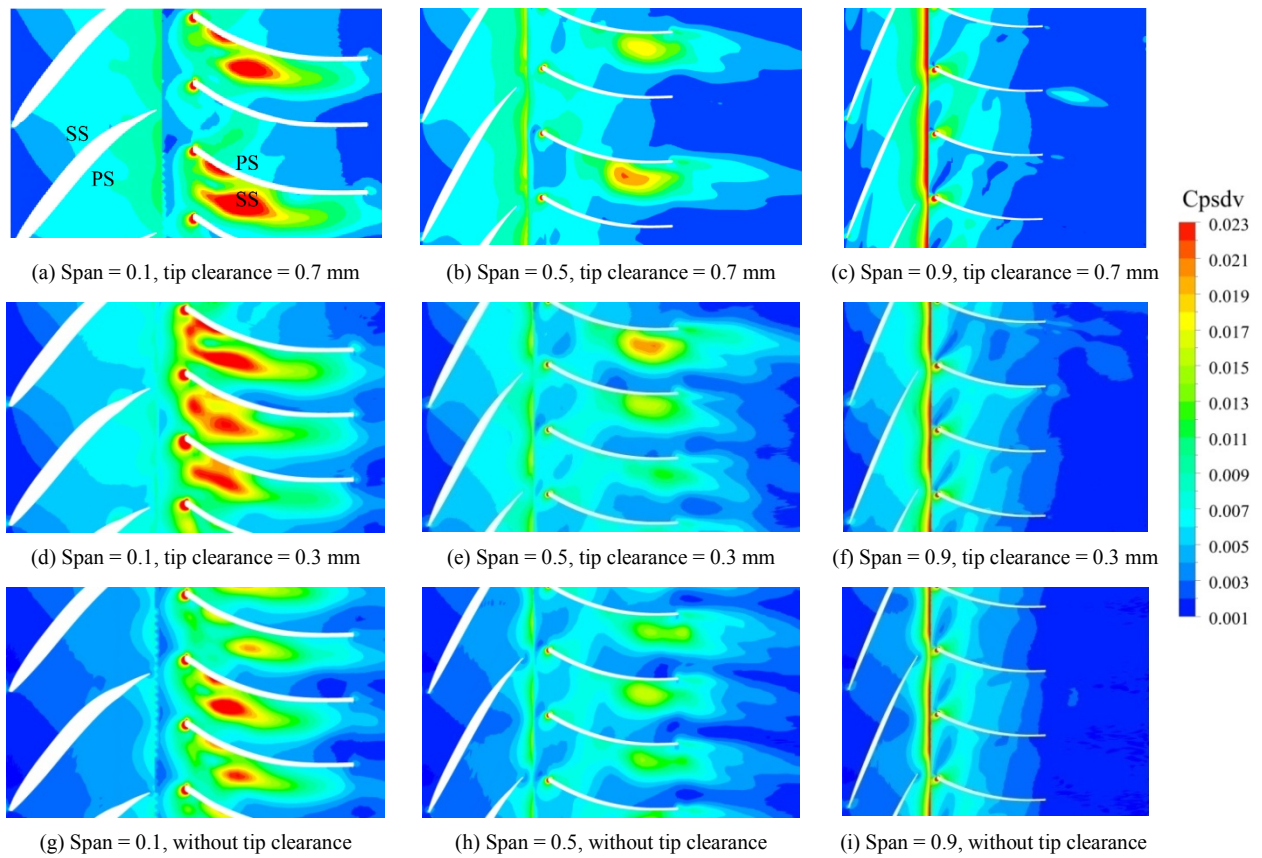 SS
PS
PS
SS
(a) Span = 0.1, tip clearance = 0.7 mm
(b) Span = 0.5, tip clearance = 0.7 mm
(c) Span = 0.9, tip clearance = 0.7 mm
(d) Span = 0.1, tip clearance = 0.3 mm
(e) Span = 0.5, tip clearance = 0.3 mm
(f) Span = 0.9, tip clearance = 0.3 mm
(g) Span = 0.1, without tip clearance
(h) Span = 0.5, without tip clearance
(i) Span = 0.9, without tip clearance
Cpsdv
0.023
0.021
0.019
0.017
0.015
0.013
0.011
0.009
0.007
0.005
0.003
0.001